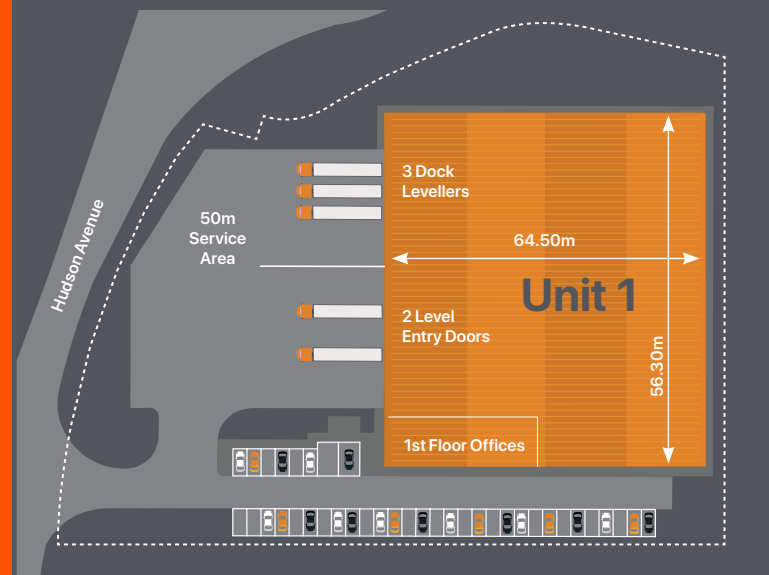 3 Dock
Levellers
50m
Service
Area
Hudson Avenue
64.50m
Unit 1
2 Level
Entry Doors
56.30m
1st Floor Offices